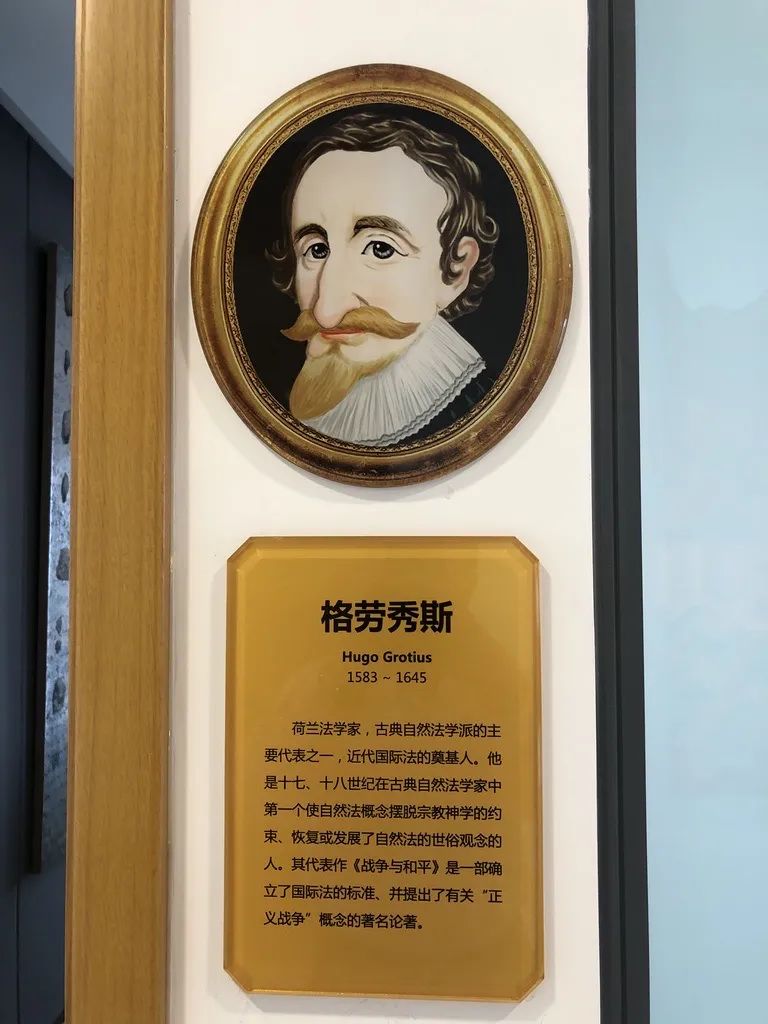 格劳秀斯
Hugo Grotius
1583 ~ 1645
荷兰法学家，古典自然法学派的主
要代表之一，近代国际法的奠基人。他
是十七、十八世纪在古典自然法学家中
第一个使自然法概念摆脱宗教神学的约
束、恢复或发展了自然法的世俗观念的
人。其代表作《战争与和平》是一部确
立了国际法的标准、并提出了有关“正
义战争”概念的著名论著。